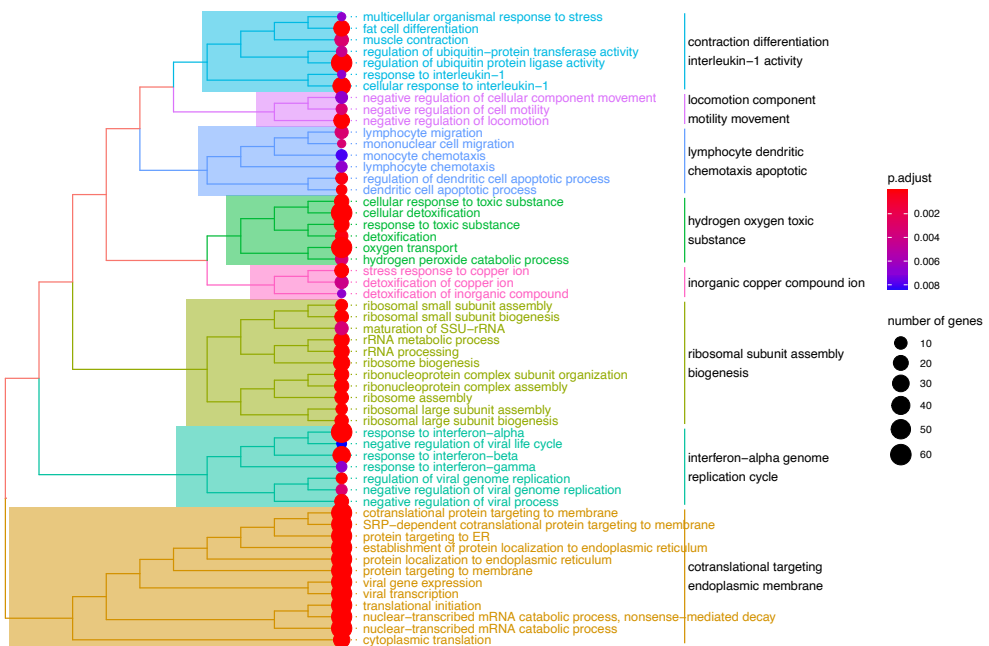 multicellular organismal response to stress
fat cell differentiation
muscle contraction
regulation of ubiquitin−protein transferase activity
regulation of ubiquitin protein ligase activity
response to interleukin−1
cellular response to interleukin−1
negative regulation of cellular component movement
negative regulation of cell motility
negative regulation of locomotion
lymphocyte migration
mononuclear cell migration
monocyte chemotaxis
lymphocyte chemotaxis
regulation of dendritic cell apoptotic process
dendritic cell apoptotic process
cellular response to toxic substance
cellular detoxification
response to toxic substance
detoxification
oxygen transport
hydrogen peroxide catabolic process
stress response to copper ion
detoxification of copper ion
detoxification of inorganic compound
ribosomal small subunit assembly
ribosomal small subunit biogenesis
maturation of SSU−rRNA
rRNA metabolic process
rRNA processing
ribosome biogenesis
ribonucleoprotein complex subunit organization
ribonucleoprotein complex assembly
ribosome assembly
ribosomal large subunit assembly
ribosomal large subunit biogenesis
response to interferon−alpha
negative regulation of viral life cycle
response to interferon−beta
response to interferon−gamma
regulation of viral genome replication
negative regulation of viral genome replication
negative regulation of viral process
cotranslational protein targeting to membrane
SRP−dependent cotranslational protein targeting to membrane
protein targeting to ER
establishment of protein localization to endoplasmic reticulum
protein localization to endoplasmic reticulum
protein targeting to membrane
viral gene expression
viral transcription
translational initiation
nuclear−transcribed mRNA catabolic process, nonsense−mediated decay
nuclear−transcribed mRNA catabolic process
cytoplasmic translation
contraction differentiation
interleukin−1 activity
locomotion component
motility movement
lymphocyte dendritic
chemotaxis apoptotic
hydrogen oxygen toxic
substance
inorganic copper compound ion
ribosomal subunit assembly
biogenesis
interferon−alpha genome
replication cycle
cotranslational targeting
endoplasmic membrane
p.adjust
0.002
0.004
0.006
0.008
number of genes
10
20
30
40
50
60